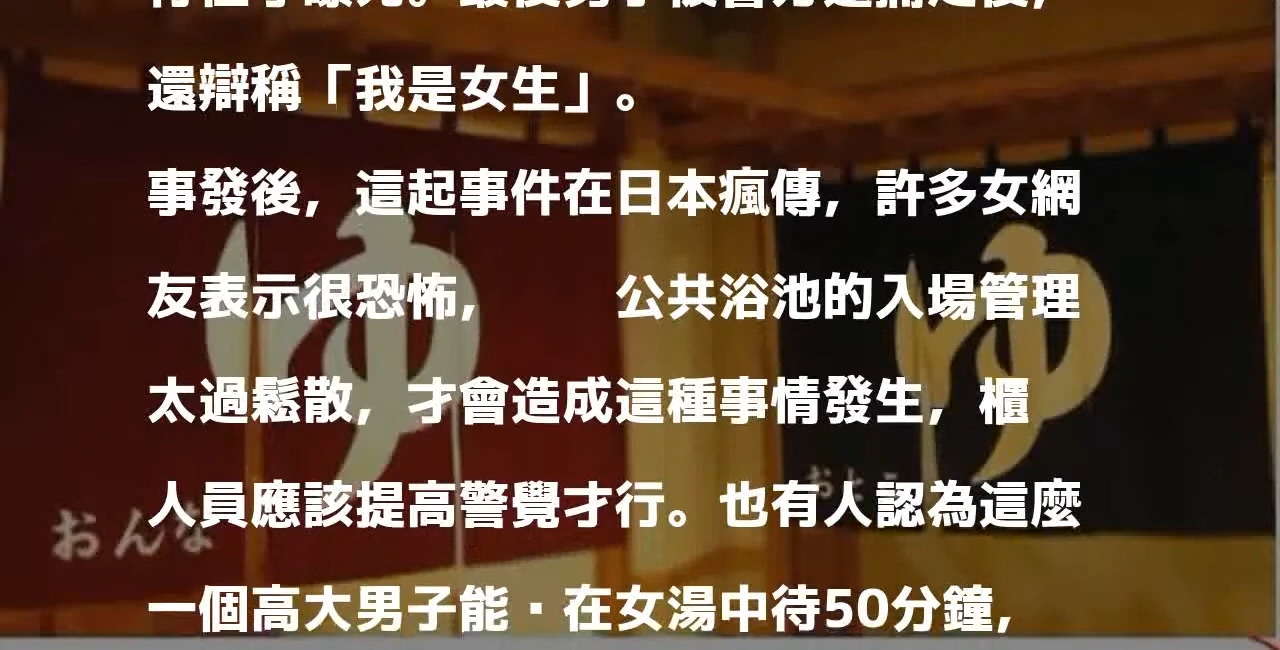 還辯稱「我是女生」。
事發後，這起事件在日本瘋傳，許多女網
友表示很恐怖，　　公共浴池的入場管理
太過鬆散，才會造成這種事情發生，櫃
人員應該提高警覺才行。也有人認為這麼
一個高大男子能·在女湯中待50分鐘，
ゆ
ゆ
おんな